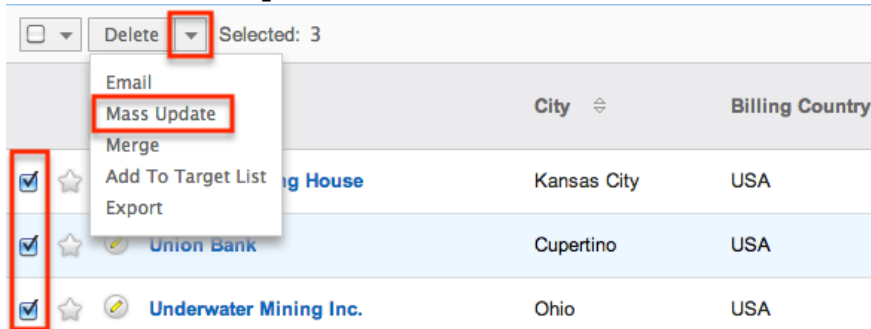 Delete Selected: 3
Email
Mass Update
Merge
Add To Target List
Export
City Billing Country
ng House Kansas City USA
Union Bank Cupertino USA
Underwater Mining Inc. Ohio USA